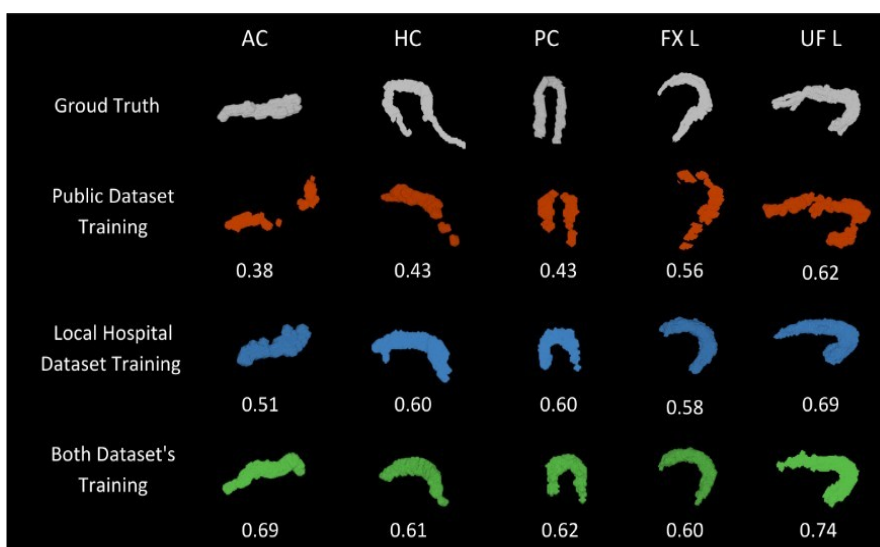 AC HC PC FX L UF L
Groud Truth
Public Dataset
Training
0.38 0.43 0.43 0.56 0.62
Local Hospital
Dataset Training
0.51 0.60 0.60 0.58 0.69
Both Dataset's
Training
0.69 0.61 0.62 0.60 0.74